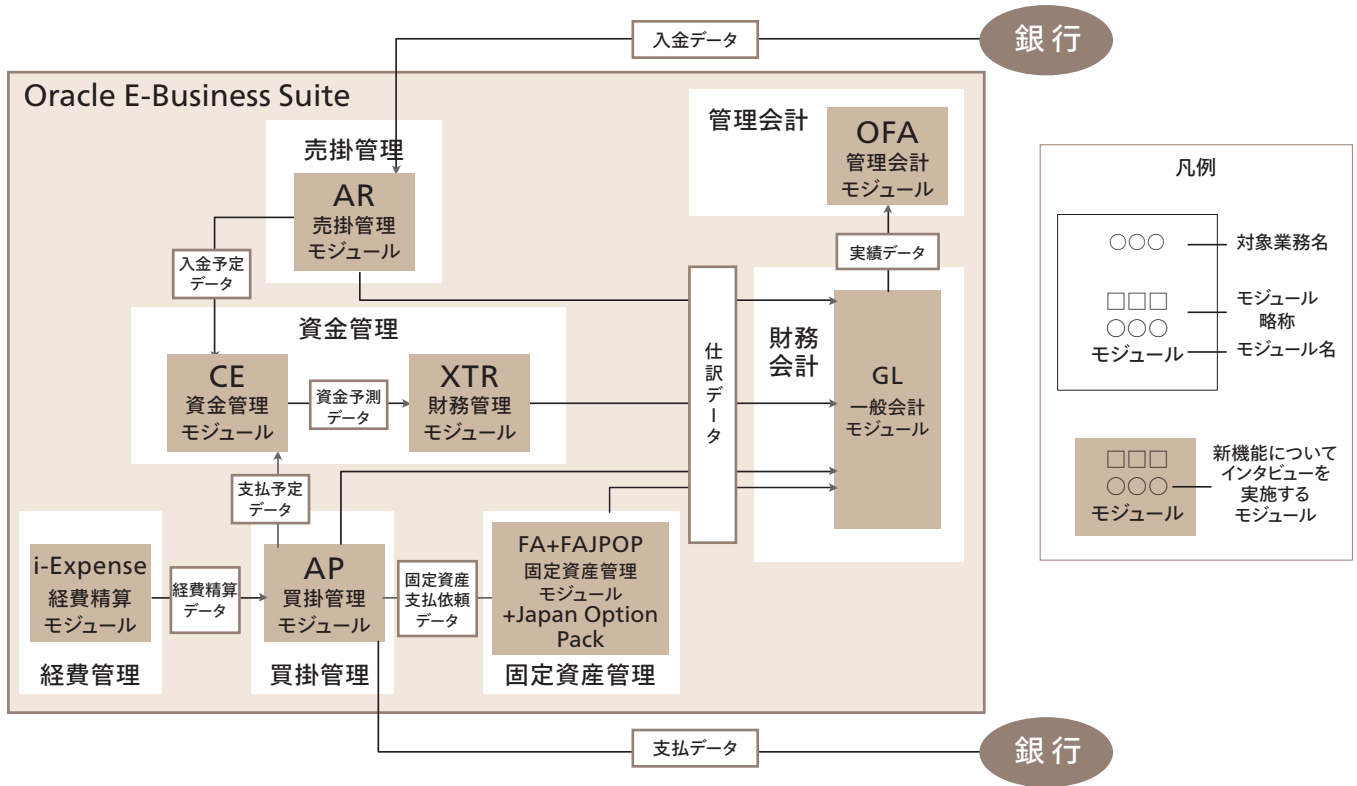 入金データ
銀行
Oracle E-Business Suite
売掛管理
AR
売掛管理
モジュール
管理会計
OFA
管理会計
モジュール
実績データ
入金予定
データ
資金管理
CE
資金管理
モジュール
資金予測
データ
XTR
財務管理
モジュール
仕訳データ
財務
会計
GL
一般会計
モジュール
支払予定
データ
i-Expense
経費精算
モジュール
経費管理
経費精算
データ
AP
買掛管理
モジュール
買掛管理
固定資産
支払依頼
データ
FA+FAJPOP
固定資産管理
モジュール
+Japan Option
Pack
固定資産管理
支払データ
銀行
凡例
○○○
対象業務名
□□□
○○○
モジュール
モジュール
略称
モジュール名
□□□
○○○
モジュール
新機能について
インタビューを
実施する
モジュール